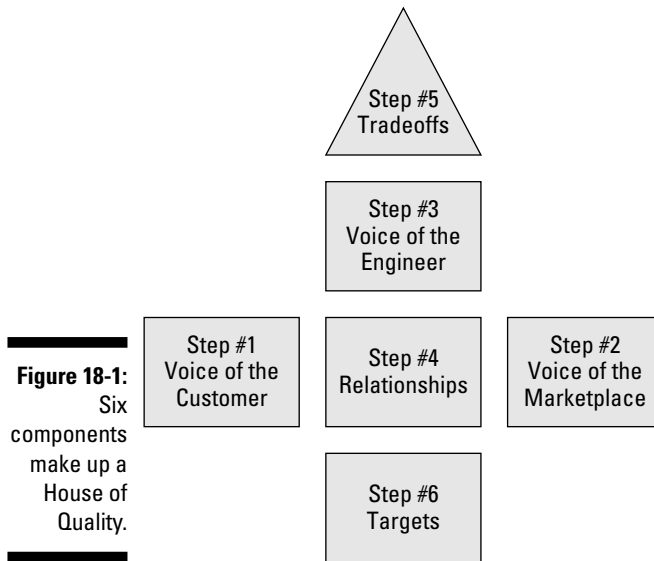 Step #5
Tradeoffs
Step #3
Voice of the
Engineer
Step #1
Voice of the
Customer
Step #4
Relationships
Step #2
Voice of the
Marketplace
Step #6
Targets
Figure 18-1:
Six
components
make up a
House of
Quality.